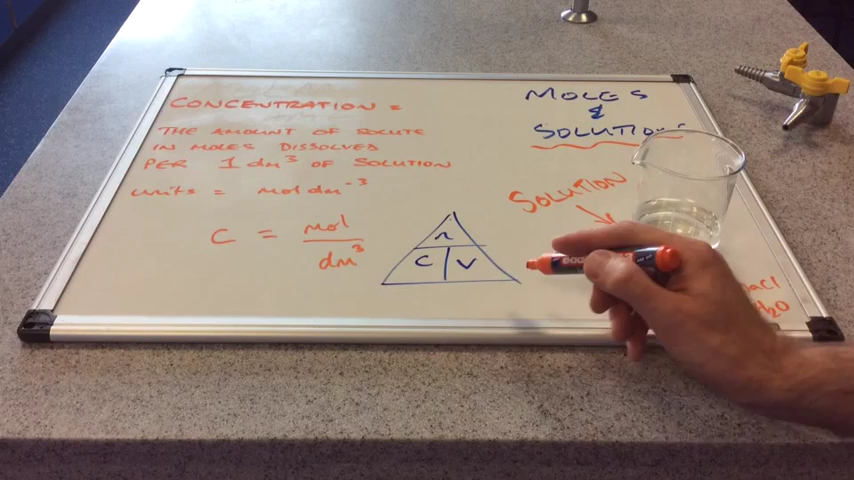 CONCENTRATION =
THE AMOUNT OF SOLUTE
IN MOLES DISSOLVED
PER 1 dm³ OF SOLUTION
units = mol dm⁻³
C = mol / dm³
n
C V
MOLES
&
SOLUTIONS
SOLUTION
H₂O